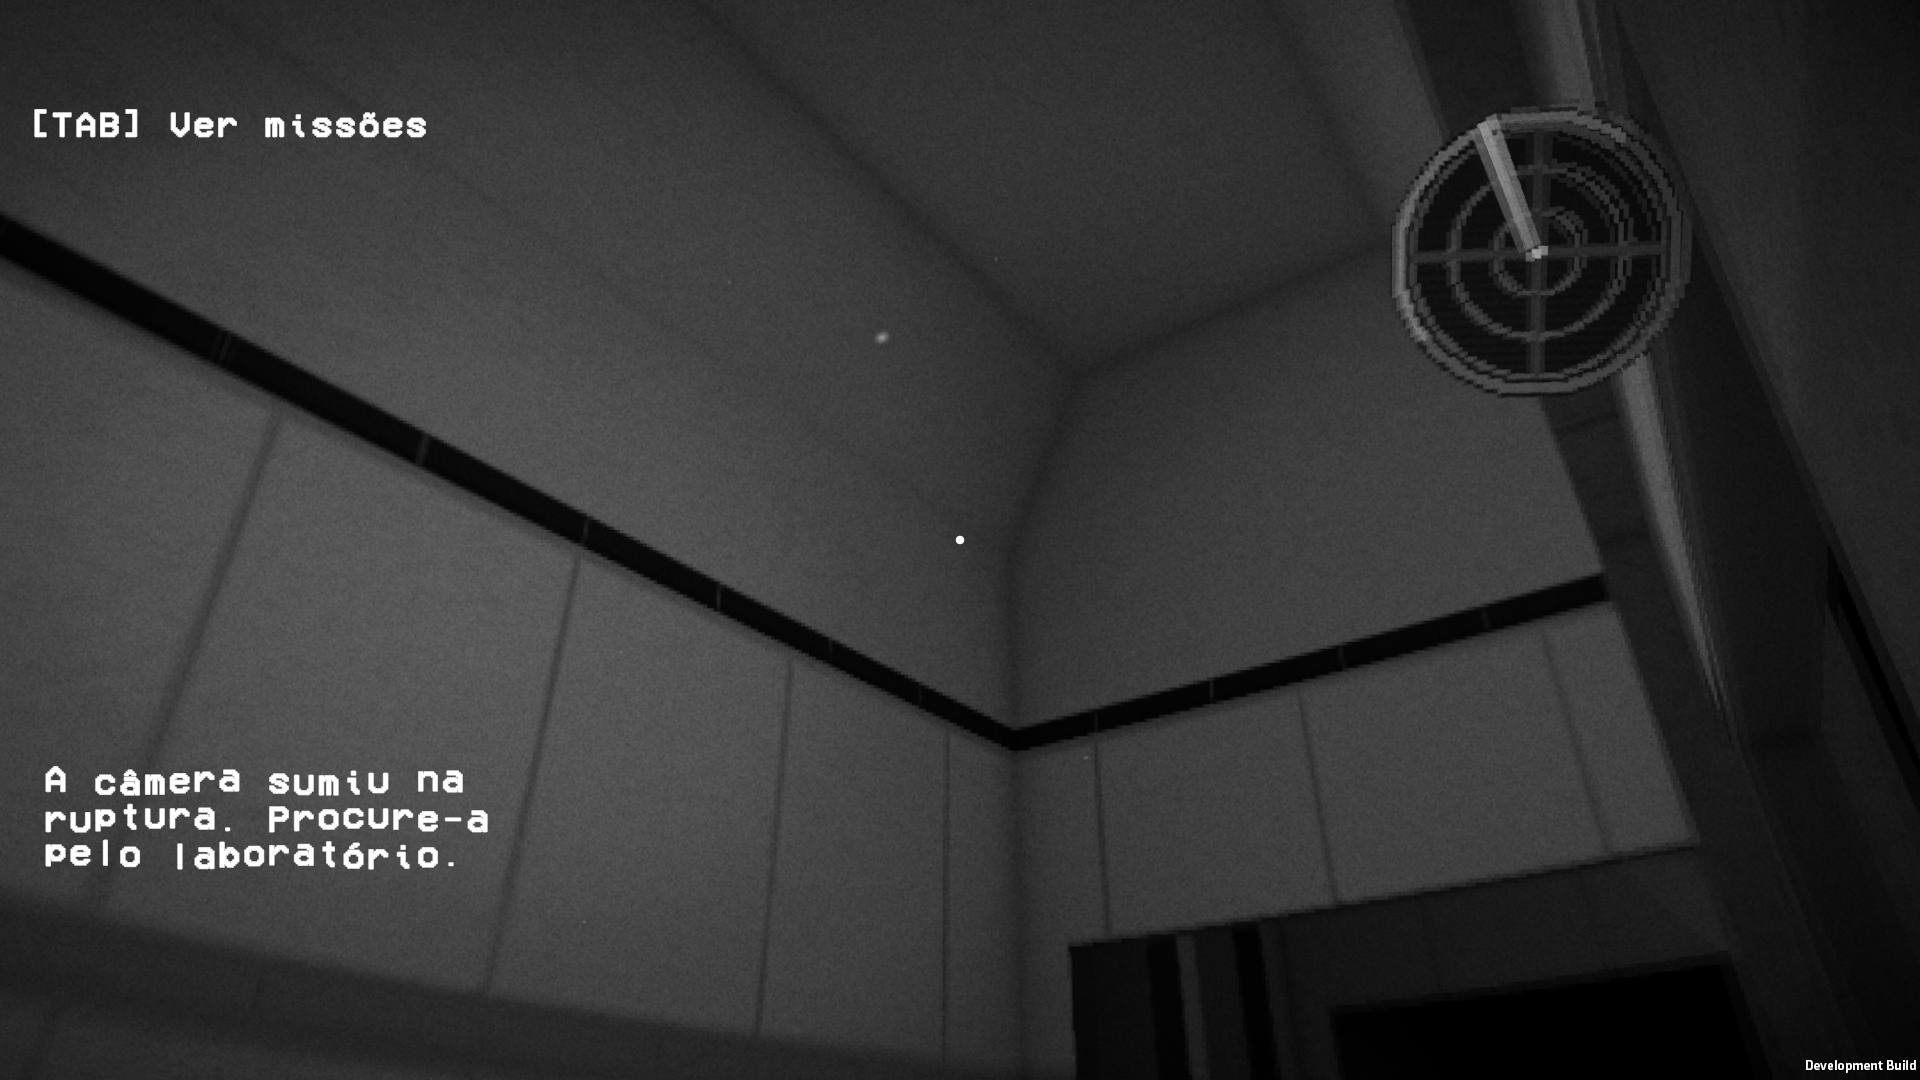 [TAB] Ver missões
A câmera sumiu na
ruptura. Procure-a
pelo laboratório.
Development Build